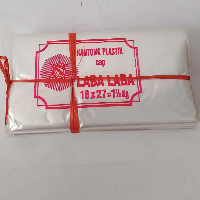 KANTONG PLASTIK
cap
LABA LABA
18 x 27 = 1½ Kg